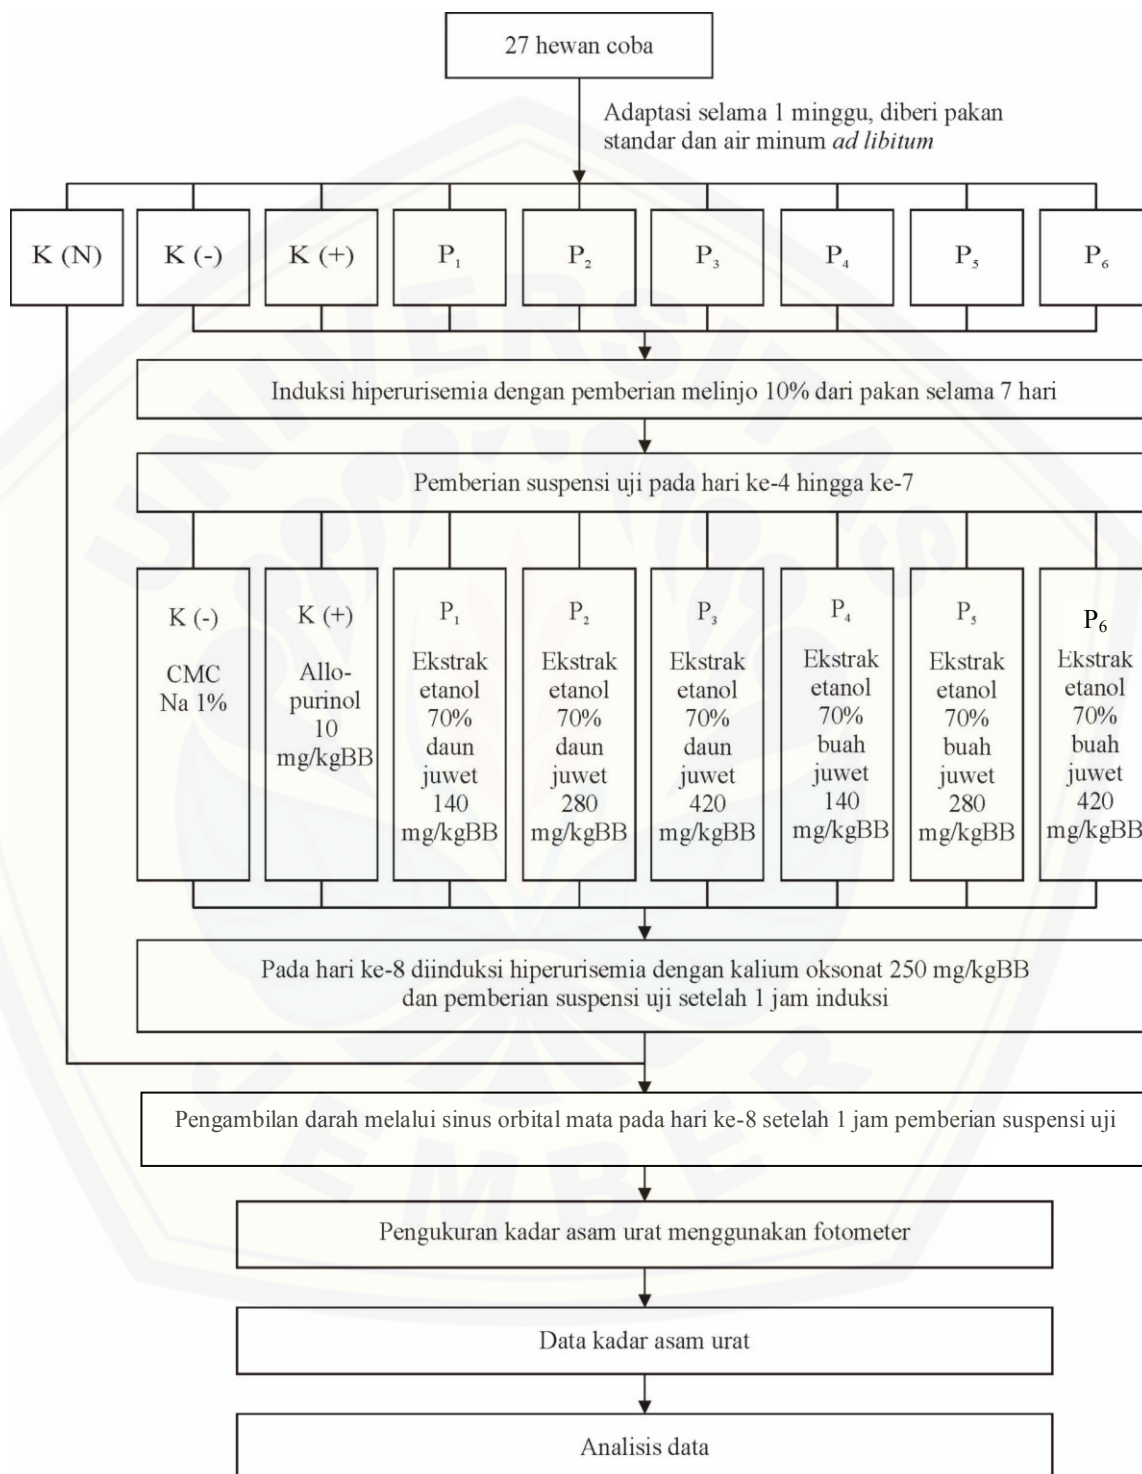 27 hewan coba
Adaptasi selama 1 minggu, diberi pakan
standar dan air minum ad libitum
K (N)
K (-)
K (+)
P₁
P₂
P₃
P₄
P₅
P₆
Induksi hiperurisemia dengan pemberian melinjo 10% dari pakan selama 7 hari
Pemberian suspensi uji pada hari ke-4 hingga ke-7
K (-)
CMC
Na 1%
K (+)
Allo-
purinol
10
mg/kgBB
P₁
Ekstrak
etanol
70%
daun
juwet
140
mg/kgBB
P₂
Ekstrak
etanol
70%
daun
juwet
280
mg/kgBB
P₃
Ekstrak
etanol
70%
daun
juwet
420
mg/kgBB
P₄
Ekstrak
etanol
70%
buah
juwet
140
mg/kgBB
P₅
Ekstrak
etanol
70%
buah
juwet
280
mg/kgBB
P₆
Ekstrak
etanol
70%
buah
juwet
420
mg/kgBB
Pada hari ke-8 diinduksi hiperurisemia dengan kalium oksonat 250 mg/kgBB
dan pemberian suspensi uji setelah 1 jam induksi
Pengambilan darah melalui sinus orbital mata pada hari ke-8 setelah 1 jam pemberian suspensi uji
Pengukuran kadar asam urat menggunakan fotometer
Data kadar asam urat
Analisis data
UNIVERSITAS
JEMBER